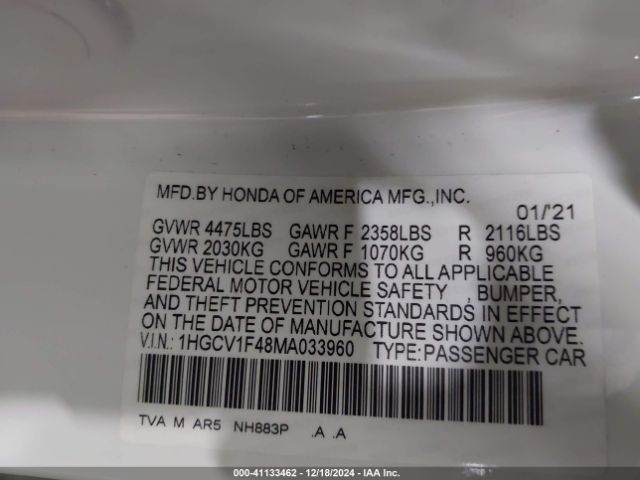 MFD.BY HONDA OF AMERICA MFG.,INC.
01/'21
GVWR 4475LBS GAWR F 2358LBS R 2116LBS
GVWR 2030KG GAWR F 1070KG R 960KG
THIS VEHICLE CONFORMS TO ALL APPLICABLE
FEDERAL MOTOR VEHICLE SAFETY , BUMPER,
AND THEFT PREVENTION STANDARDS IN EFFECT
ON THE DATE OF MANUFACTURE SHOWN ABOVE.
V.I.N.: 1HGCV1F48MA033960 TYPE:PASSENGER CAR
TVA M AR5 NH883P .A .A
000-41133462 - 12/18/2024 - IAA Inc.